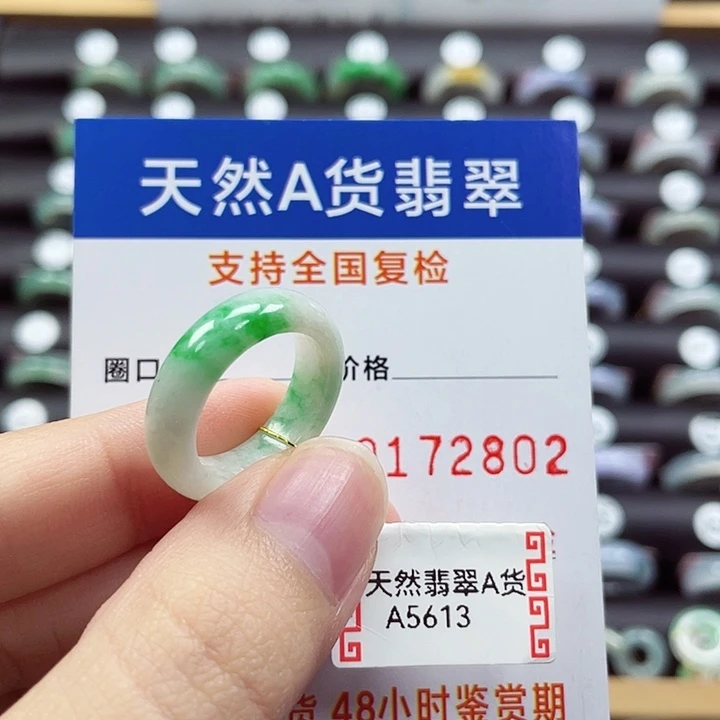 天然A货翡翠
支持全国复检
圈口
价格
172802
天然翡翠A货
A5613
货 48小时鉴赏期